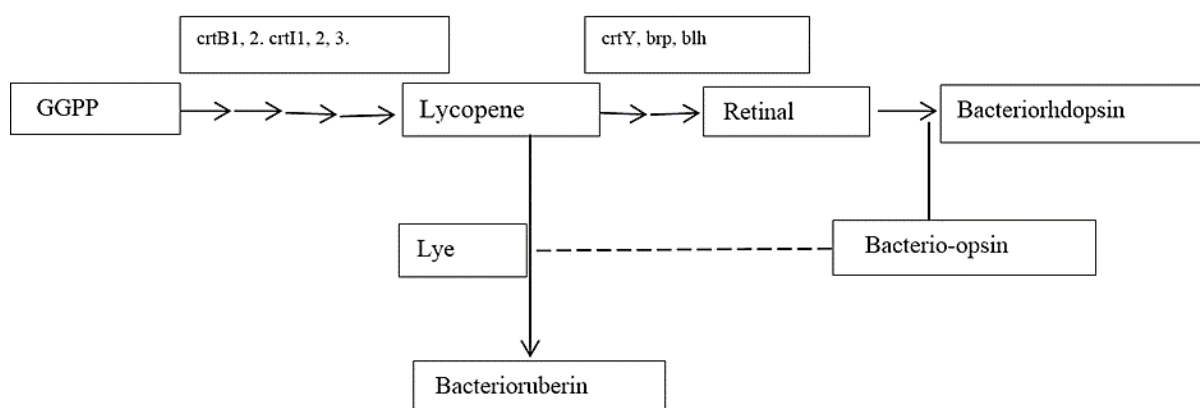 crtB1, 2. crtI1, 2, 3.
crtY, brp, blh
GGPP
Lycopene
Retinal
Bacteriorhdopsin
Lye
Bacterio-opsin
Bacterioruberin